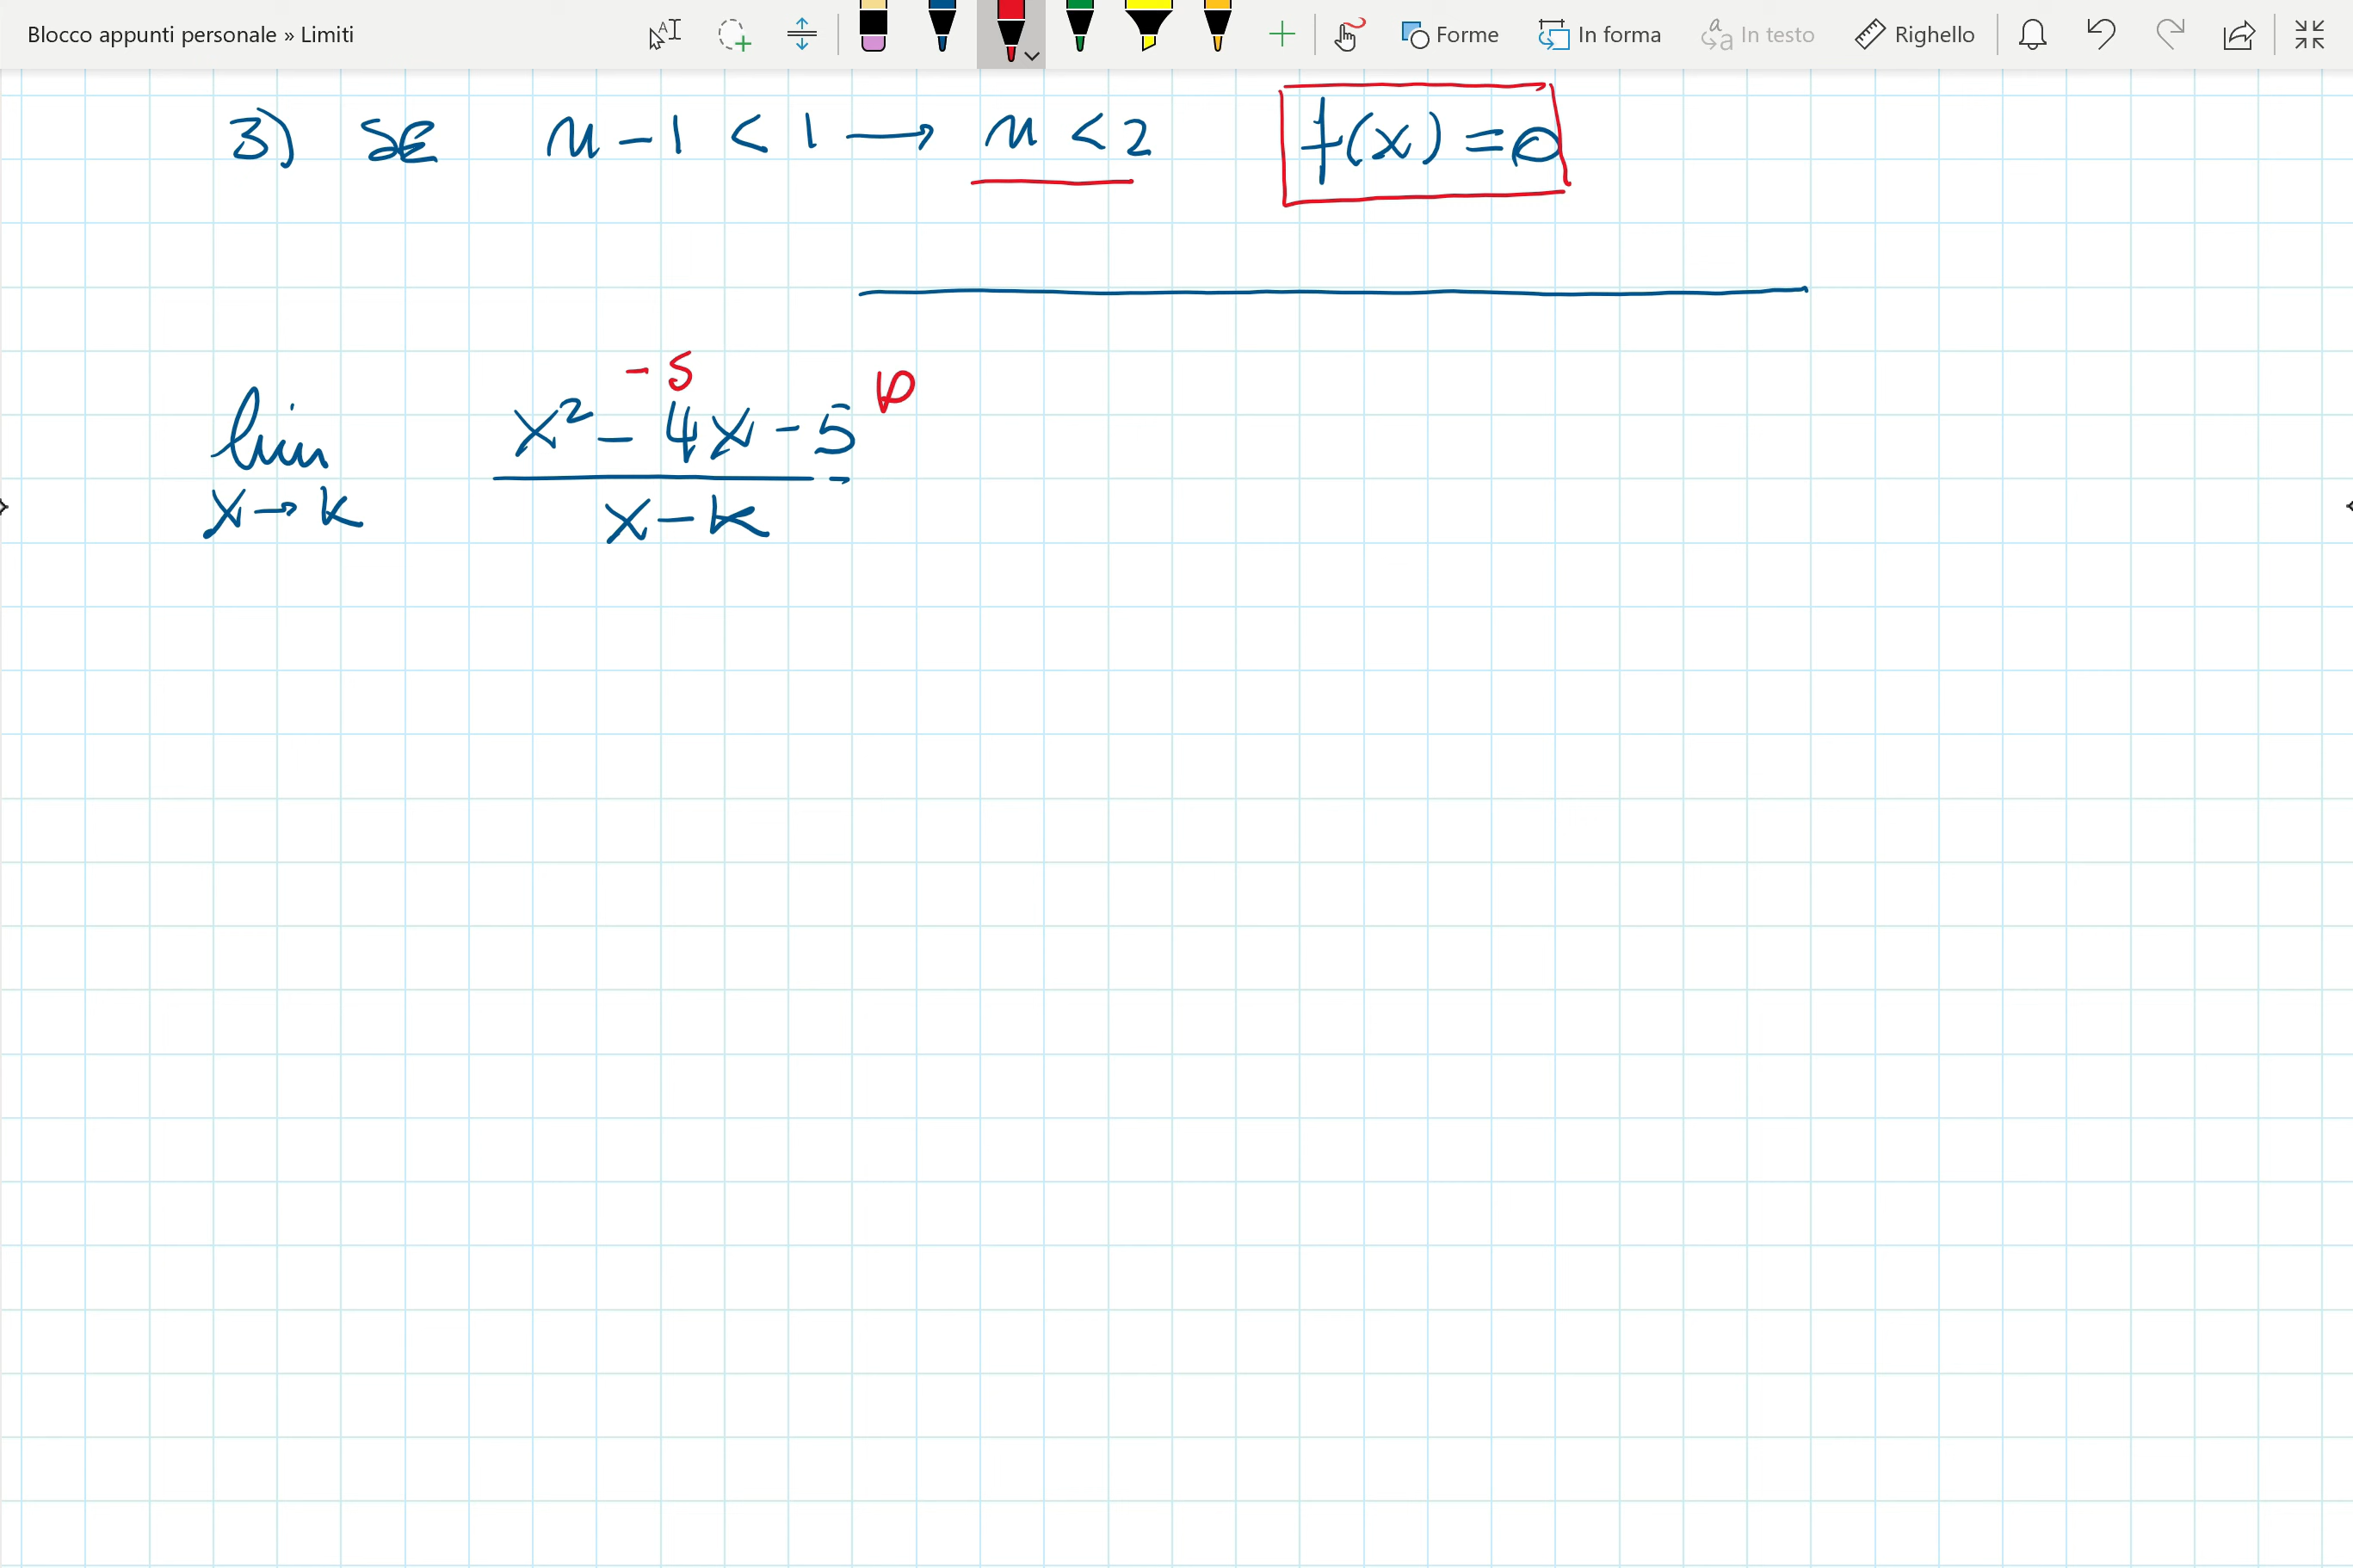 Blocco appunti personale » Limiti Forme In forma In testo Righello
3) se n - 1 < 1 → n < 2 f(x) = 0
- 5
lim x² - 4x - 5 =
x → k x - k